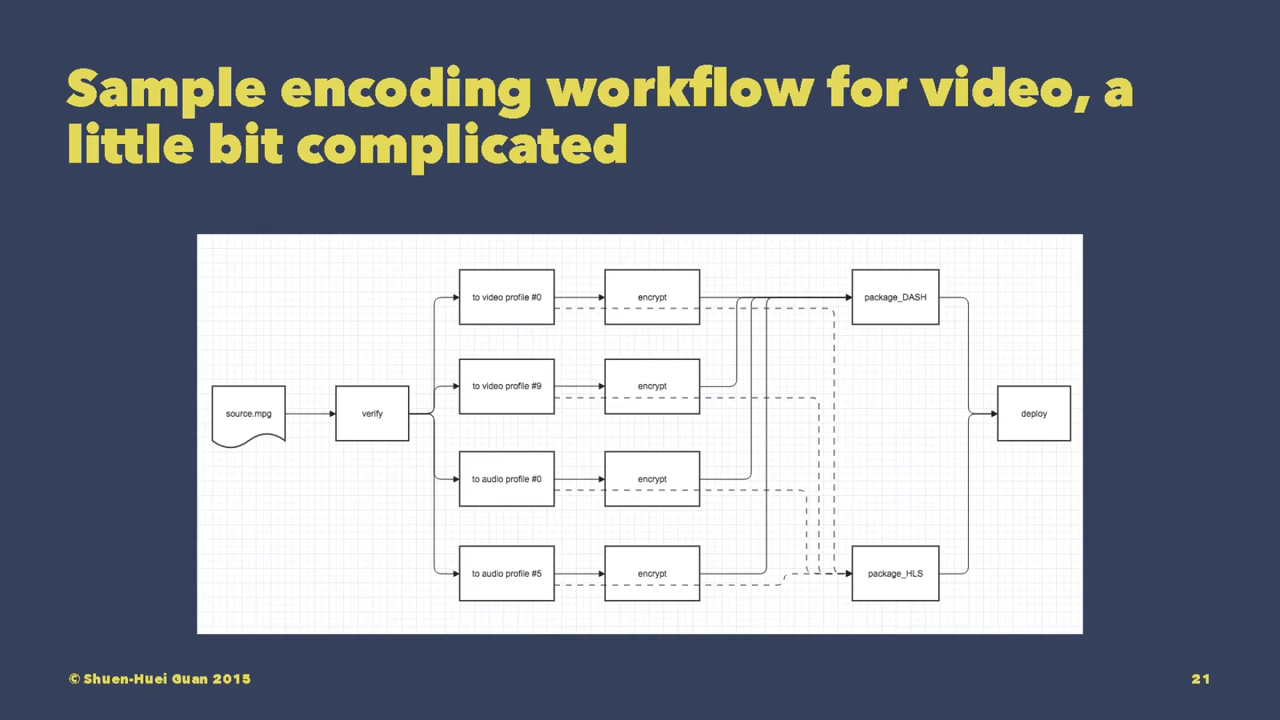 Sample encoding workflow for video, a
little bit complicated
to video profile #0
encrypt
package_DASH
to video profile #9
encrypt
source.mpg
verify
deploy
to audio profile #0
encrypt
to audio profile #5
encrypt
package_HLS
© Shuen-Huei Guan 2015
21